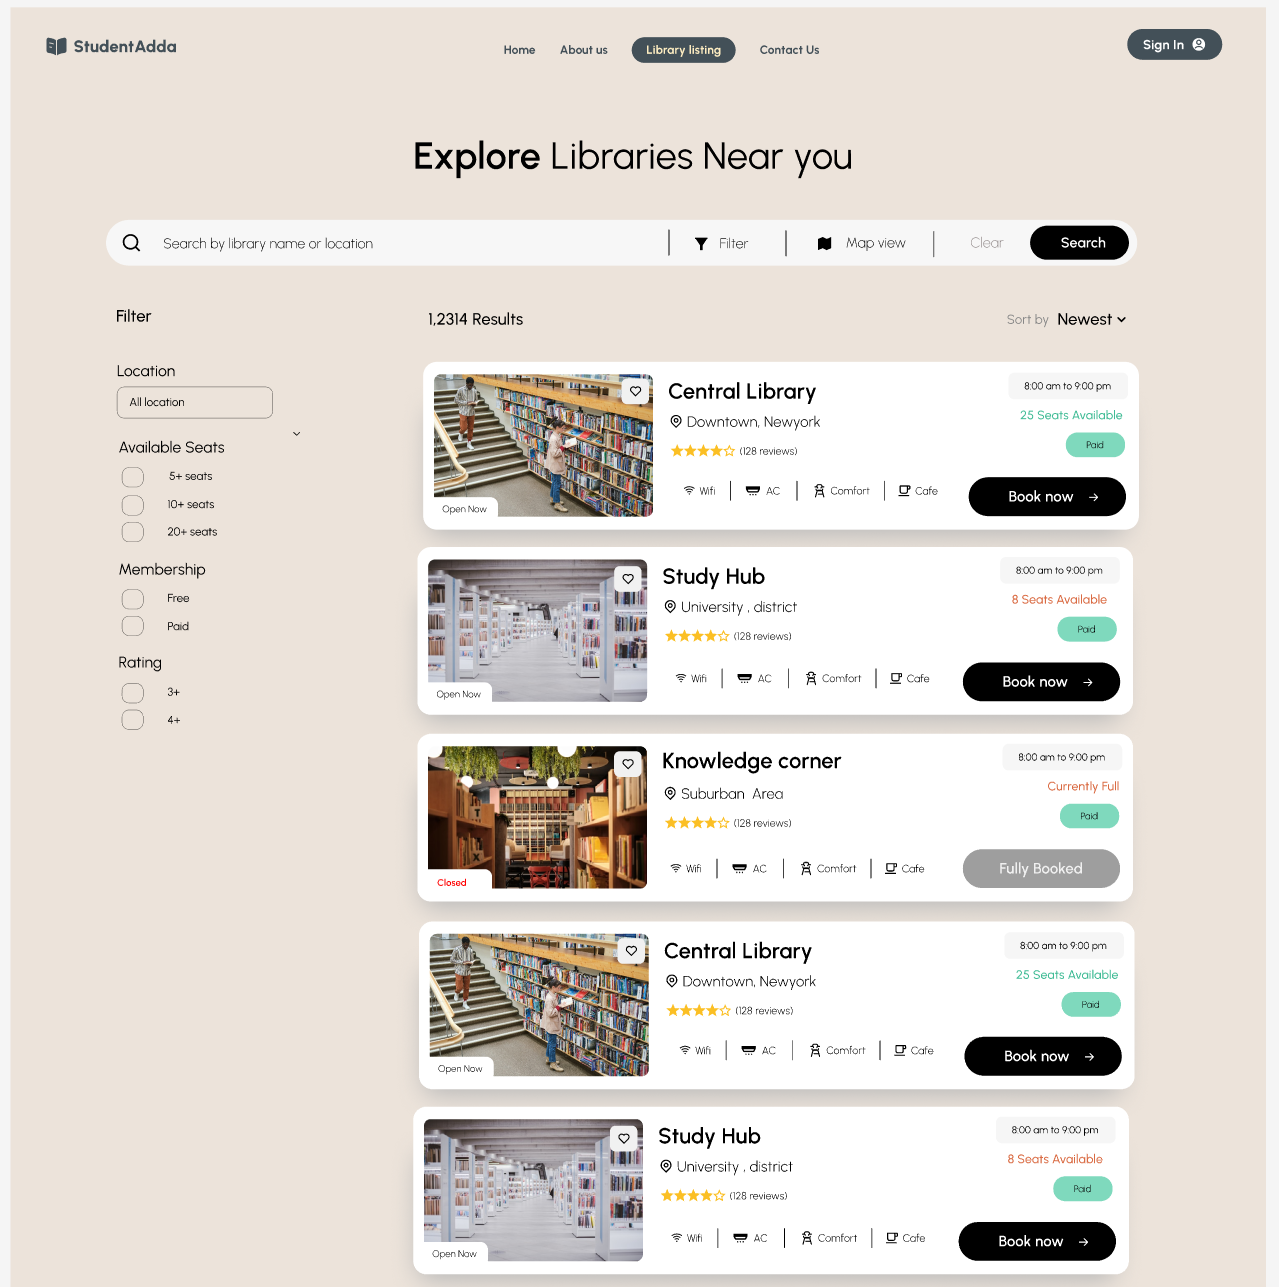 StudentAdda
Home About us Library listing Contact Us
Sign In
Explore Libraries Near you
Search by library name or location Filter Map view Clear Search
Filter
1,2314 Results
Sort by Newest
Location
All location
Available Seats
5+ seats
10+ seats
20+ seats
Membership
Free
Paid
Rating
3+
4+
Central Library
8:00 am to 9:00 pm
Downtown, Newyork
25 Seats Available
(128 reviews)
Paid
Wifi AC Comfort Cafe
Book now
Open Now
Study Hub
8:00 am to 9:00 pm
University , district
8 Seats Available
(128 reviews)
Paid
Wifi AC Comfort Cafe
Book now
Open Now
Knowledge corner
8:00 am to 9:00 pm
Suburban Area
Currently Full
(128 reviews)
Paid
Wifi AC Comfort Cafe
Fully Booked
Closed
Central Library
8:00 am to 9:00 pm
Downtown, Newyork
25 Seats Available
(128 reviews)
Paid
Wifi AC Comfort Cafe
Book now
Open Now
Study Hub
8:00 am to 9:00 pm
University , district
8 Seats Available
(128 reviews)
Paid
Wifi AC Comfort Cafe
Book now
Open Now